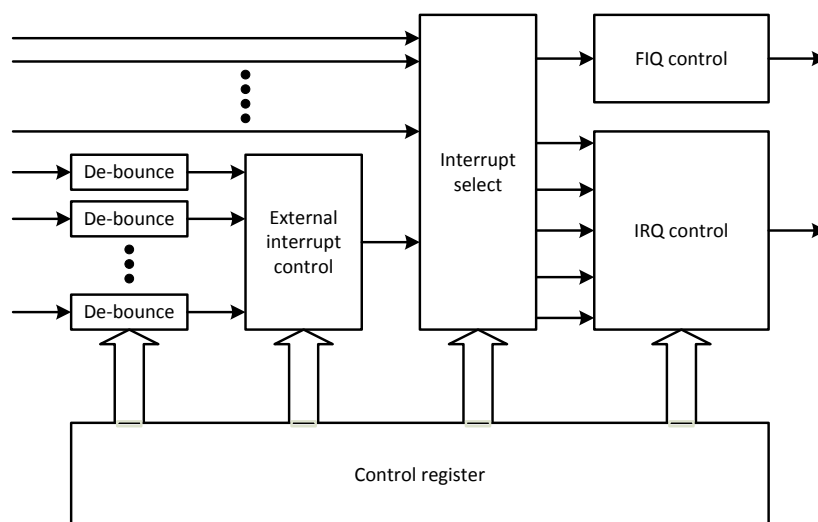 FIQ control
De-bounce
De-bounce
De-bounce
External
interrupt
control
Interrupt
select
IRQ control
Control register